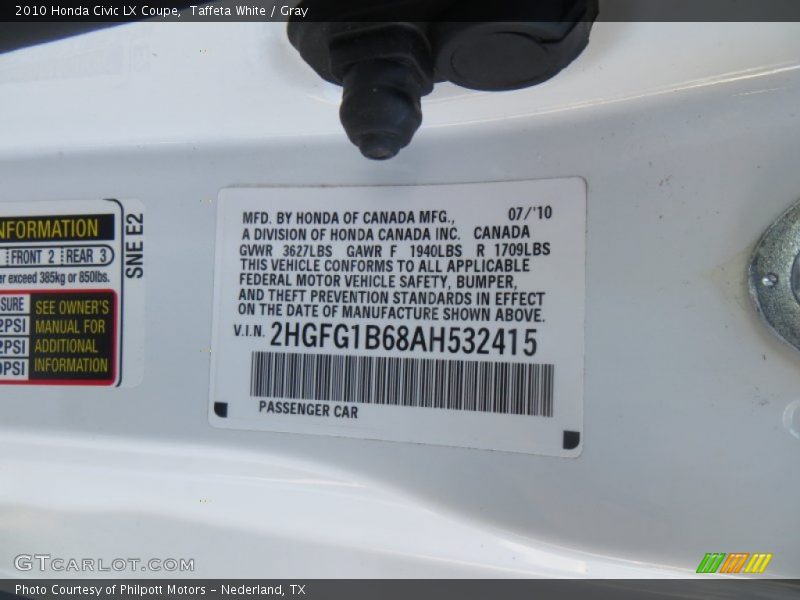 2010 Honda Civic LX Coupe, Taffeta White / Gray
NFORMATION
FRONT 2 REAR 3
er exceed 385kg or 850lbs.
SURE
2PSI
2PSI
0PSI
SEE OWNER'S
MANUAL FOR
ADDITIONAL
INFORMATION
SNE E2
MFD. BY HONDA OF CANADA MFG., 07/'10
A DIVISION OF HONDA CANADA INC. CANADA
GVWR 3627LBS GAWR F 1940LBS R 1709LBS
THIS VEHICLE CONFORMS TO ALL APPLICABLE
FEDERAL MOTOR VEHICLE SAFETY, BUMPER,
AND THEFT PREVENTION STANDARDS IN EFFECT
ON THE DATE OF MANUFACTURE SHOWN ABOVE.
V.I.N. 2HGFG1B68AH532415
PASSENGER CAR
GTCARLOT.COM
Photo Courtesy of Philpott Motors - Nederland, TX